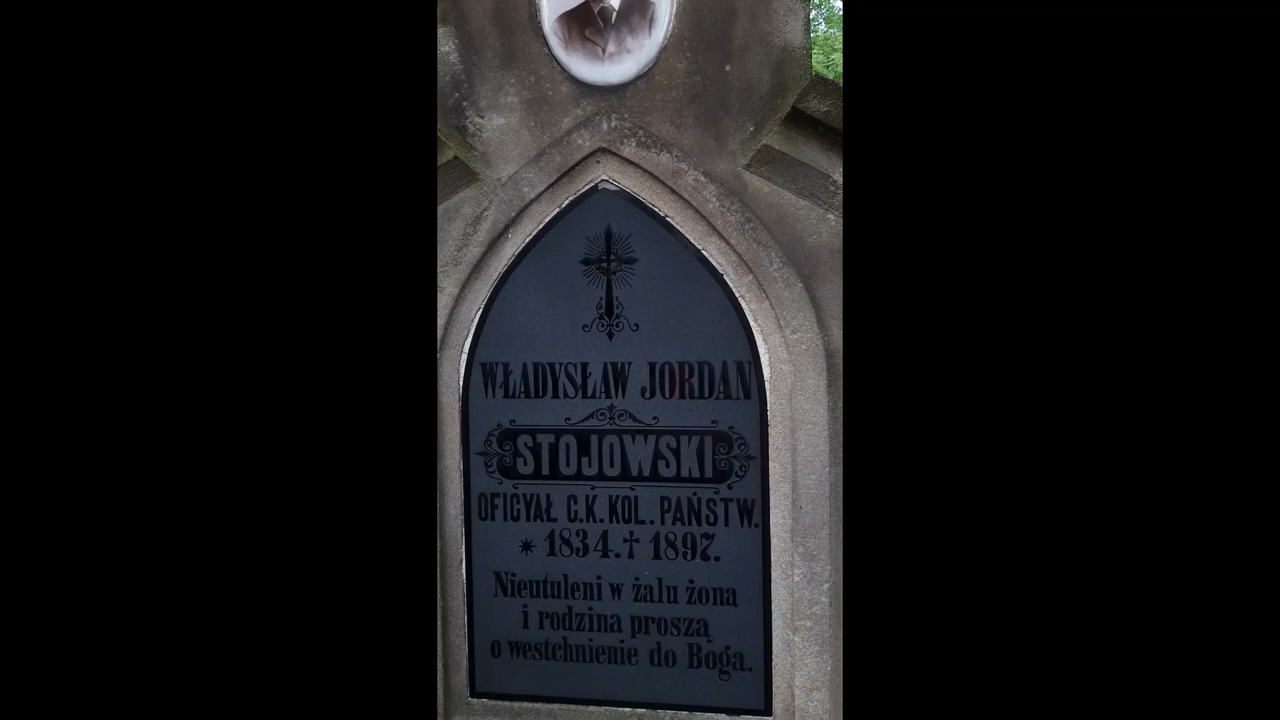 WŁADYSŁAW JORDAN
STOJOWSKI
OFICYAŁ C.K. KOL. PAŃSTW.
* 1834. † 1897.
Nieutuleni w żalu żona
i rodzina proszą
o westchnienie do Boga.